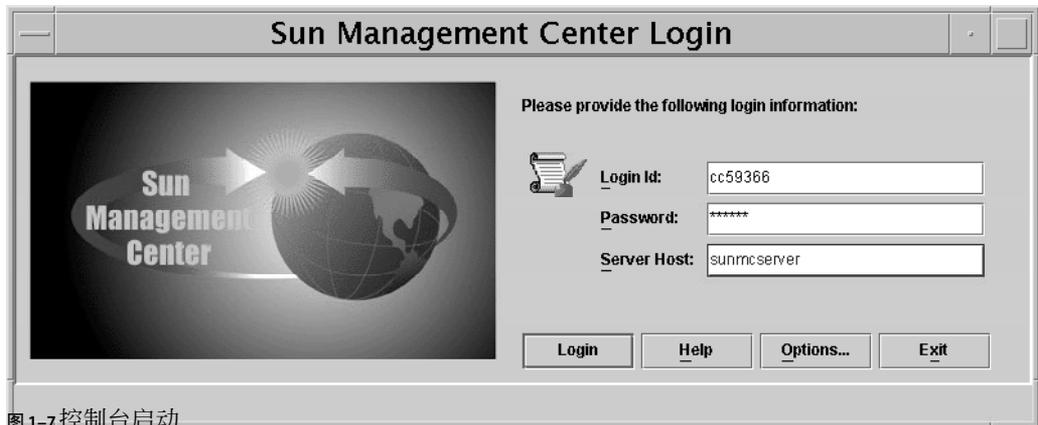 Sun Management Center Login
Sun
Management
Center
Please provide the following login information:
Login Id: cc59366
Password: ******
Server Host: sunmcserver
Login Help Options... Exit
图 1–7 控制台启动